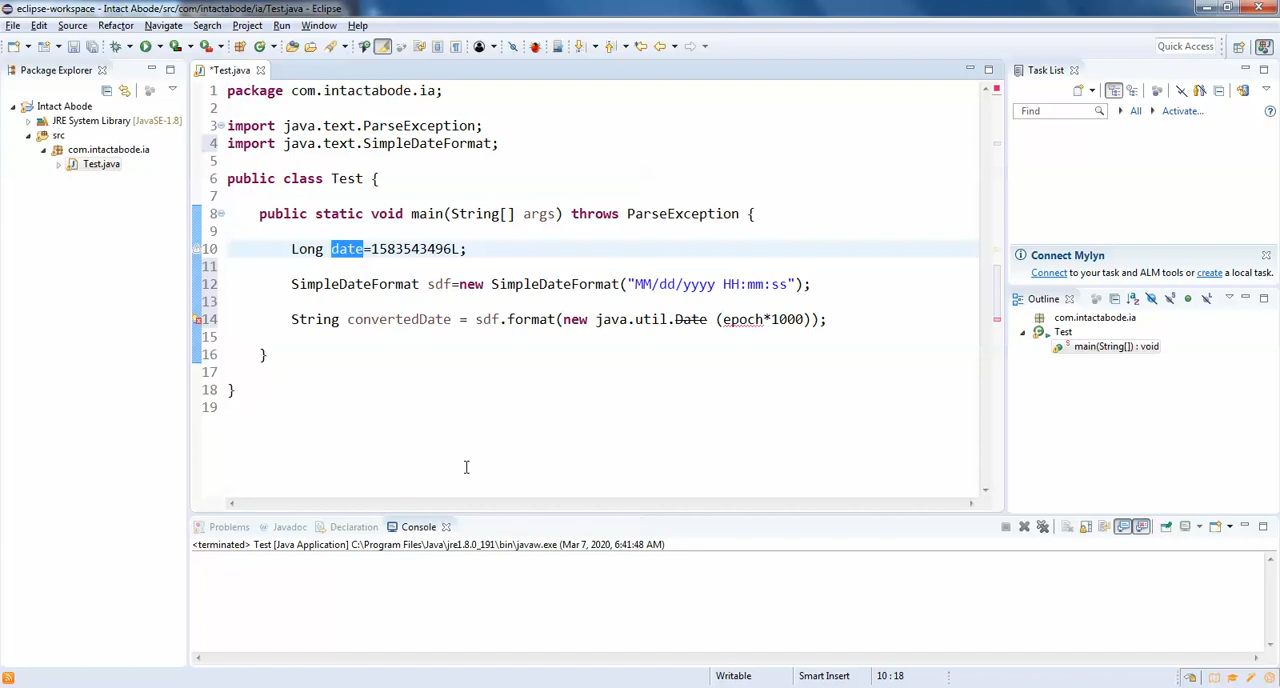 eclipse-workspace - Intact Abode/src/com/intactabode/ia/Test.java - Eclipse
File Edit Source Refactor Navigate Search Project Run Window Help
Quick Access
Package Explorer
*Test.java
Task List
Intact Abode
JRE System Library [JavaSE-1.8]
src
com.intactabode.ia
Test.java
1 package com.intactabode.ia;
2
3 import java.text.ParseException;
4 import java.text.SimpleDateFormat;
5
6 public class Test {
7
8 public static void main(String[] args) throws ParseException {
9
10 Long date=1583543496L;
11
12 SimpleDateFormat sdf=new SimpleDateFormat("MM/dd/yyyy HH:mm:ss");
13
14 String convertedDate = sdf.format(new java.util.Date (epoch*1000));
15
16 }
17
18 }
19
Find All Activate...
Connect Mylyn
Connect to your task and ALM tools or create a local task.
Outline
com.intactabode.ia
Test
main(String[]) : void
Problems Javadoc Declaration Console
<terminated> Test [Java Application] C:\Program Files\Java\jre1.8.0_191\bin\javaw.exe (Mar 7, 2020, 6:41:48 AM)
Writable Smart Insert 10 : 18